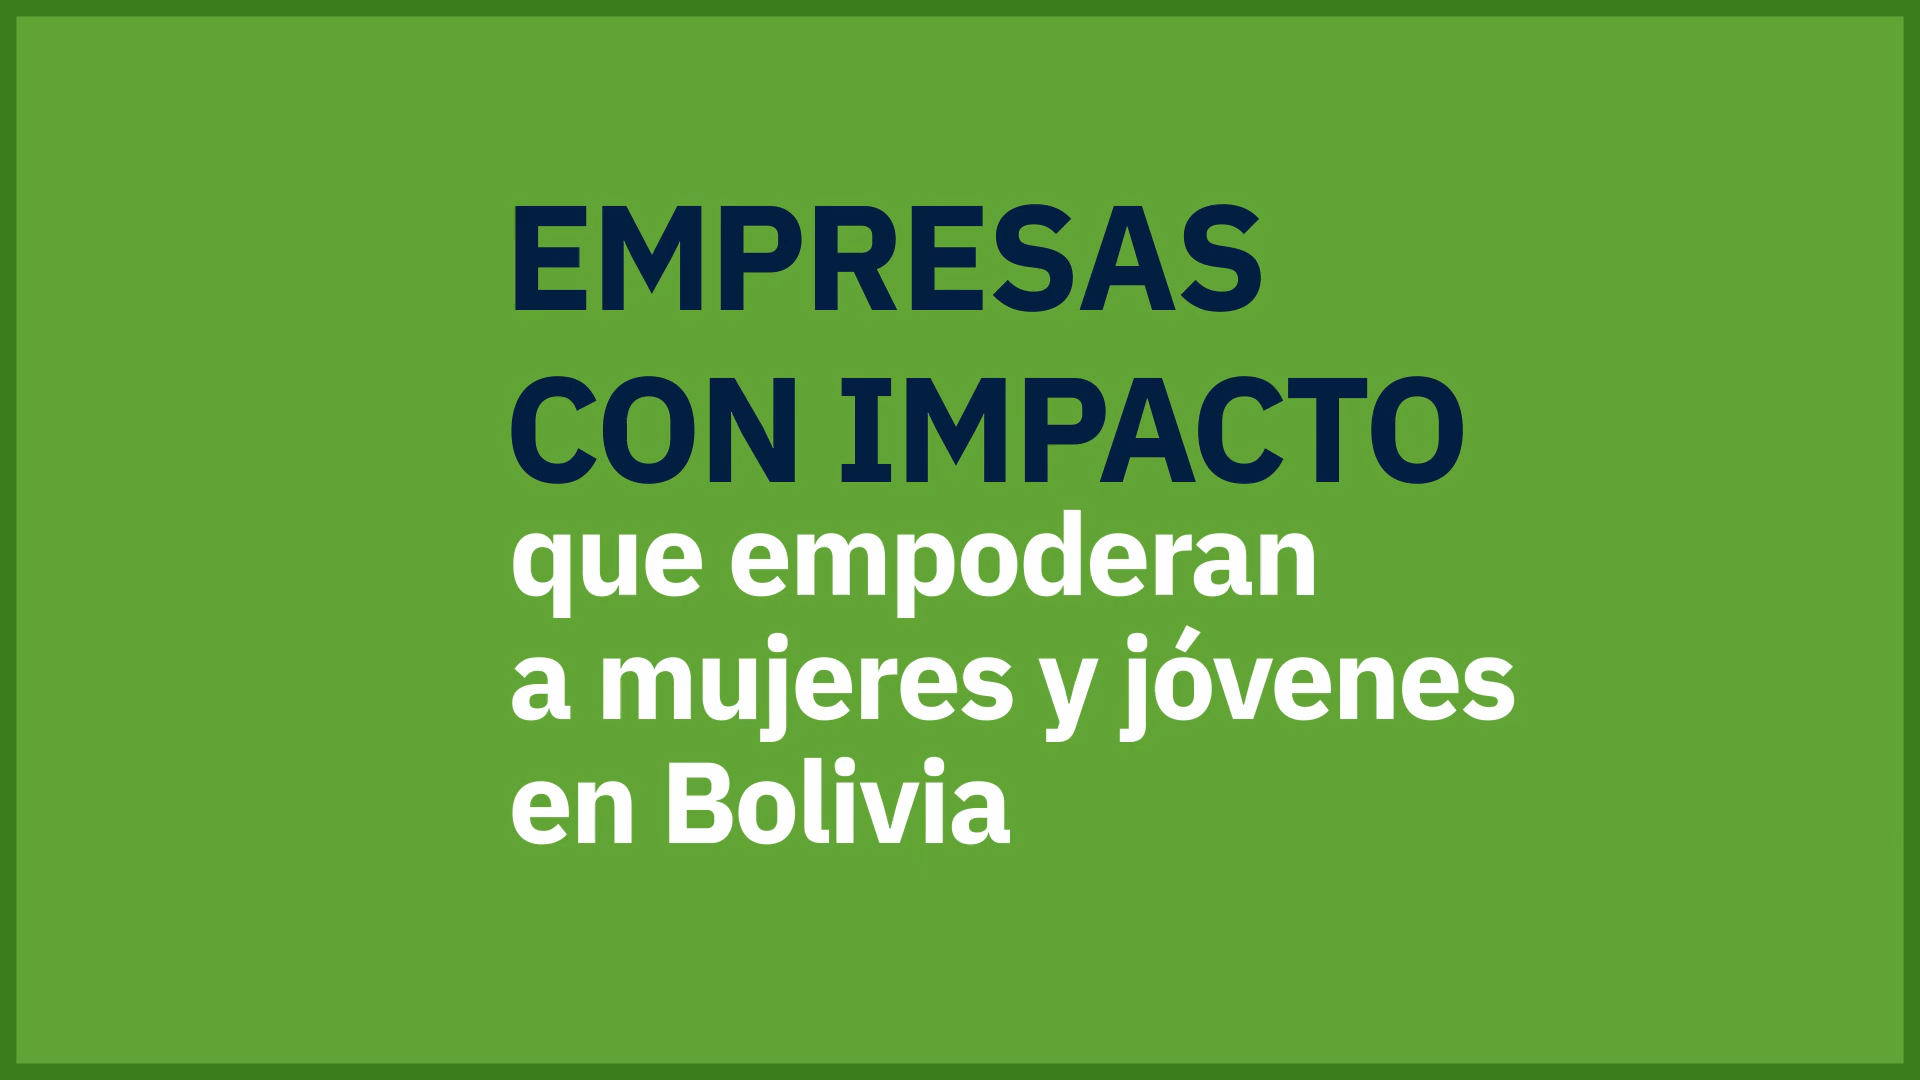 EMPRESAS
CON IMPACTO
que empoderan
a mujeres y jóvenes
en Bolivia